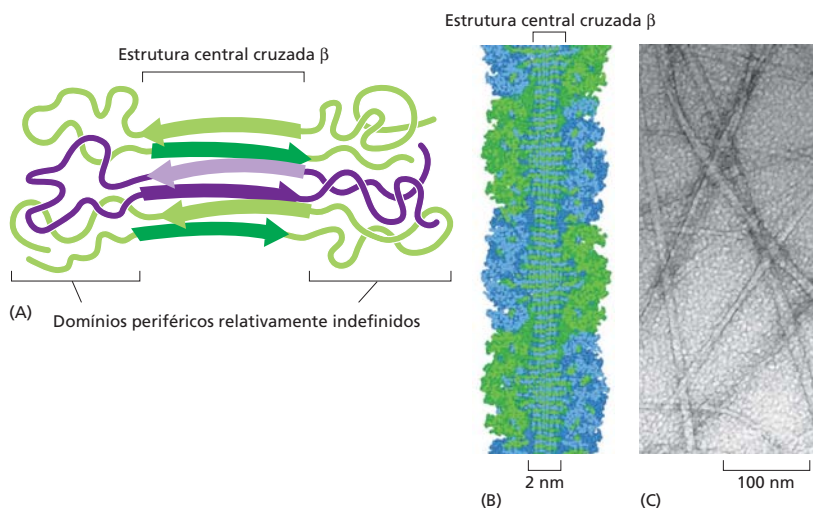 Estrutura central cruzada β
(A)
Domínios periféricos relativamente indefinidos
Estrutura central cruzada β
2 nm
(B)
100 nm
(C)